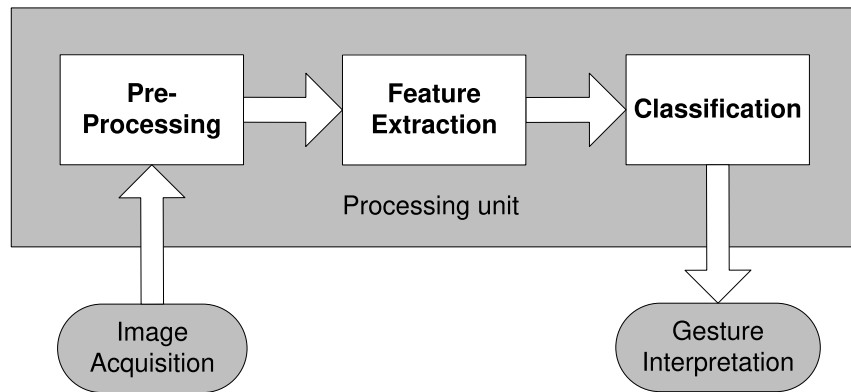 Pre-
Processing
Feature
Extraction
Classification
Processing unit
Image
Acquisition
Gesture
Interpretation